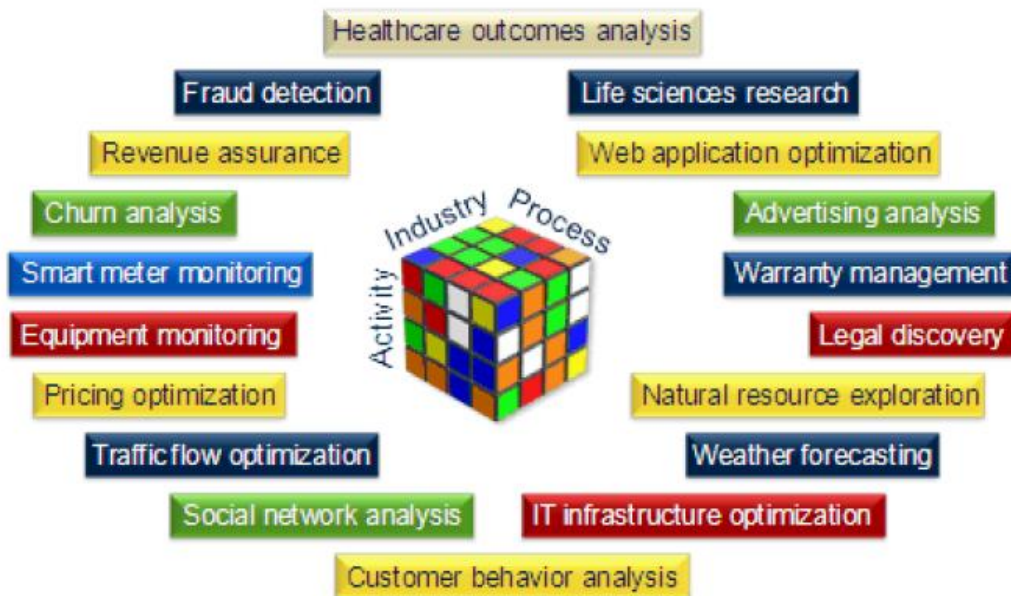 Healthcare outcomes analysis
Fraud detection
Life sciences research
Revenue assurance
Web application optimization
Churn analysis
Industry
Process
Advertising analysis
Smart meter monitoring
Activity
Warranty management
Equipment monitoring
Legal discovery
Pricing optimization
Natural resource exploration
Traffic flow optimization
Weather forecasting
Social network analysis
IT infrastructure optimization
Customer behavior analysis